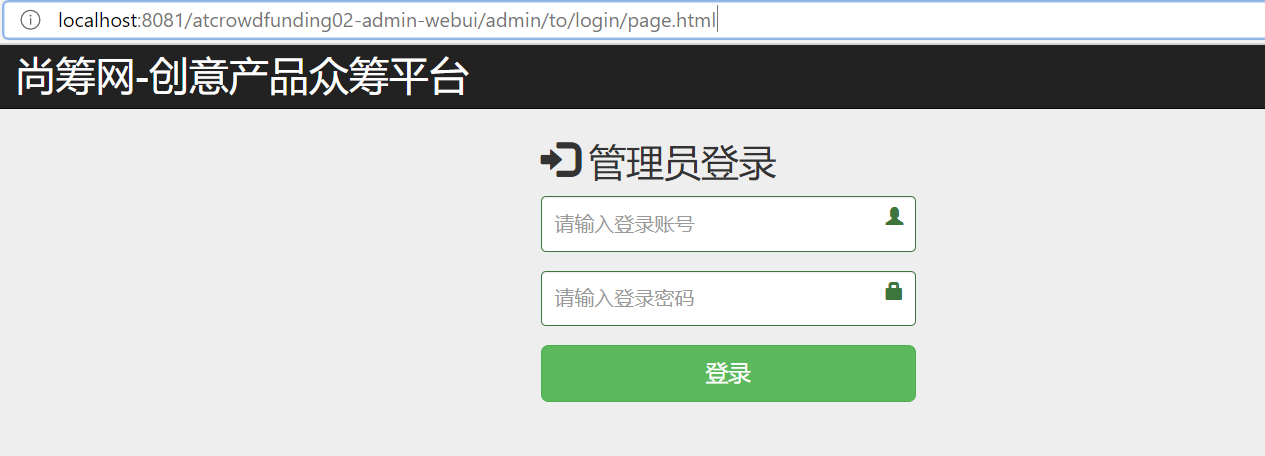 localhost:8081/atcrowdfunding02-admin-webui/admin/to/login/page.html
尚筹网-创意产品众筹平台
管理员登录
请输入登录账号
请输入登录密码
登录